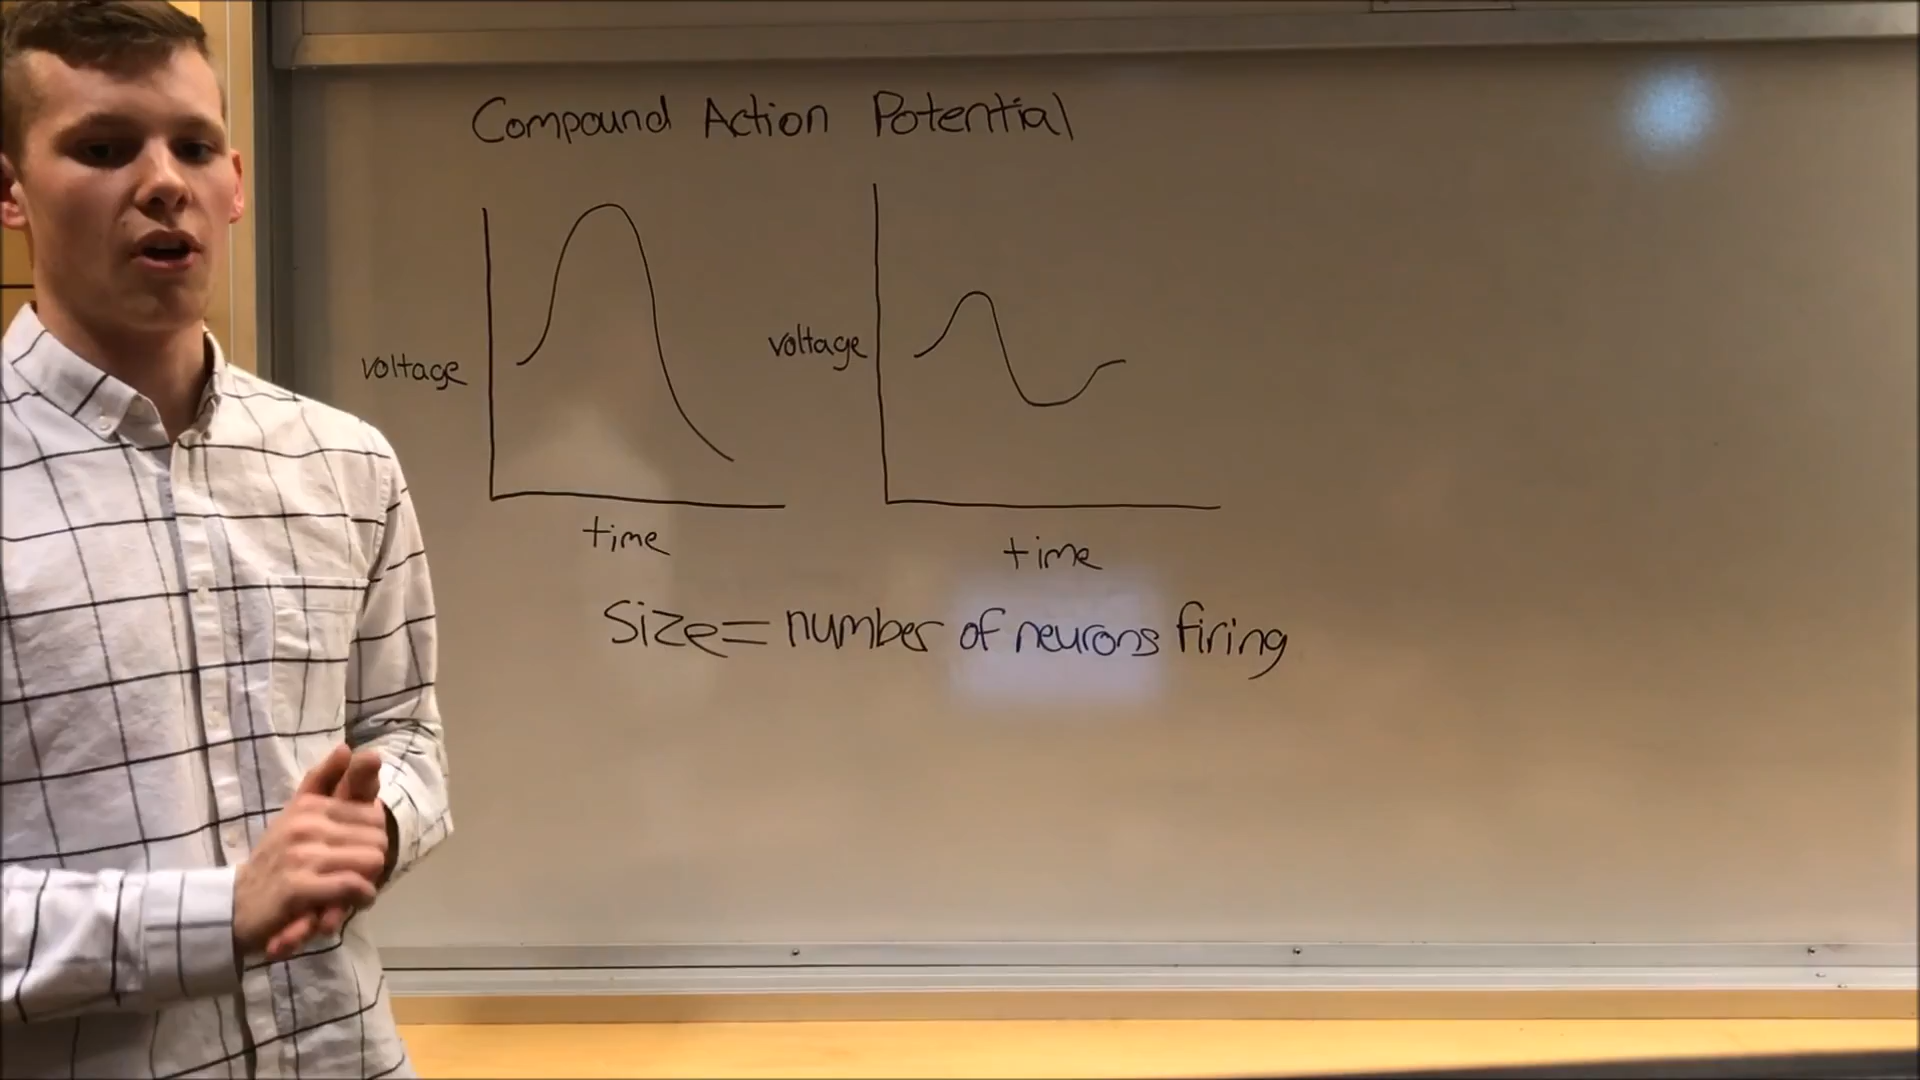 Compound Action Potential
voltage
voltage
time
time
Size= number of neurons firing